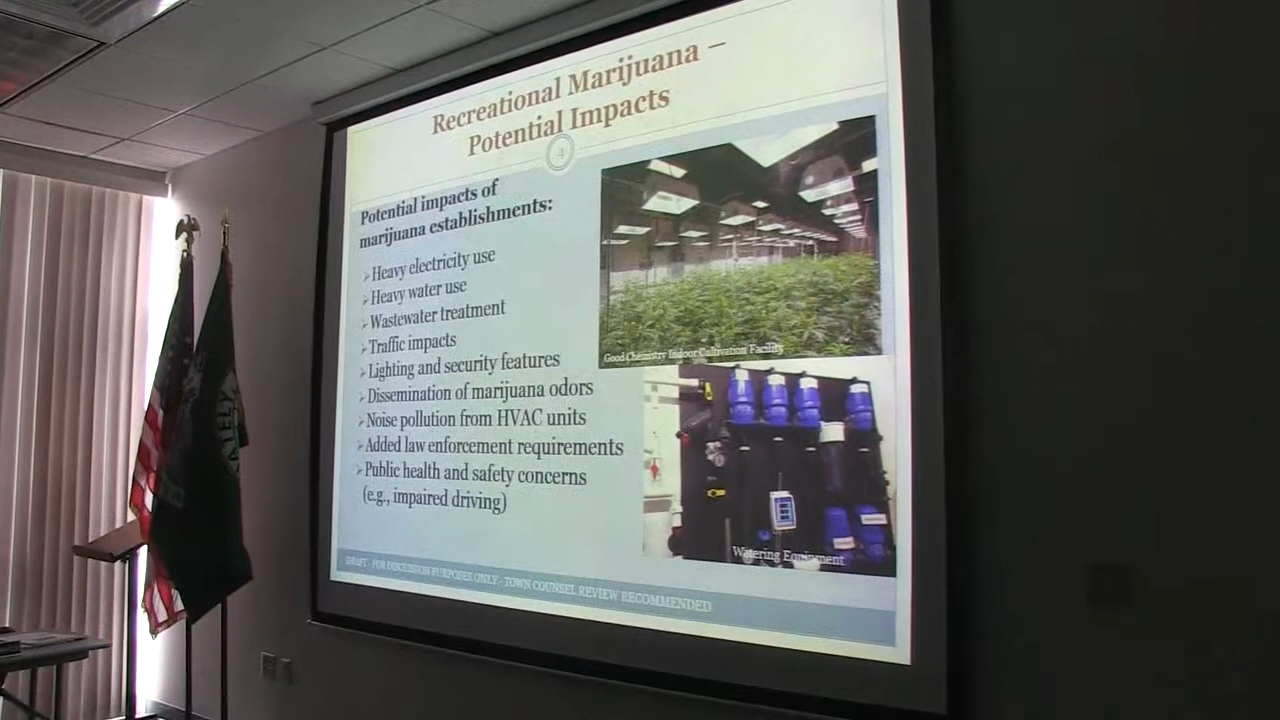 Recreational Marijuana –
Potential Impacts
4
Potential impacts of
marijuana establishments:
➢Heavy electricity use
➢Heavy water use
➢Wastewater treatment
➢Traffic impacts
➢Lighting and security features
➢Dissemination of marijuana odors
➢Noise pollution from HVAC units
➢Added law enforcement requirements
➢Public health and safety concerns
(e.g., impaired driving)
Good Chemistry Indoor Cultivation Facility
Watering Equipment
DRAFT - FOR DISCUSSION PURPOSES ONLY - TOWN COUNSEL REVIEW RECOMMENDED
ATELY